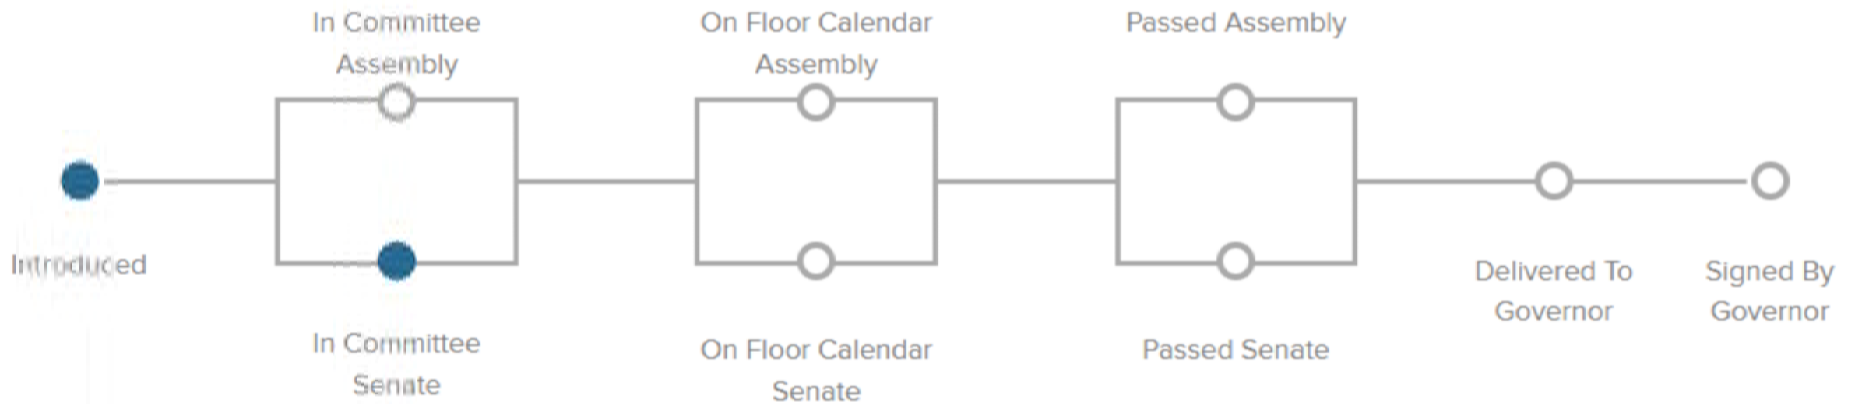 In Committee
Assembly
On Floor Calendar
Assembly
Passed Assembly
Introduced
In Committee
Senate
On Floor Calendar
Senate
Passed Senate
Delivered To
Governor
Signed By
Governor